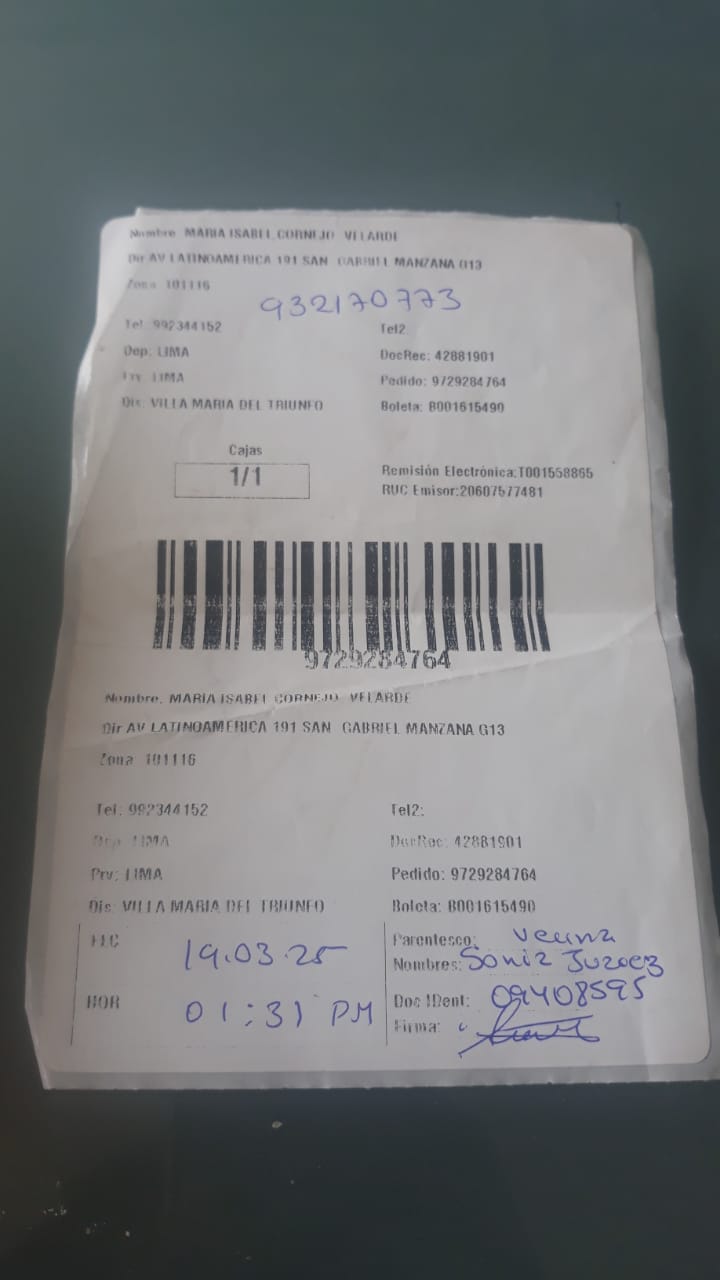 Nombre MARIA ISABEL CORNEJO VELARDE
Dir AV LATINOAMERICA 191 SAN GABRIEL MANZANA G13
Zona 101116
932170773
Tel: 992344152 Tel2
Dep: LIMA DocRec: 42881901
Prv: LIMA Pedido: 9729284764
Dis: VILLA MARIA DEL TRIUNFO Boleta: B001615490
Cajas
1/1
Remisión Electrónica:T001558865
RUC Emisor:20607577481
9729284764
Nombre. MARIA ISABEL CORNEJO VELARDE
Dir AV LATINOAMERICA 191 SAN GABRIEL MANZANA G13
Zona 101116
Tel: 992344152 Tel2:
Dep LIMA DocRec: 42881901
Prv: LIMA Pedido: 9729284764
Dis: VILLA MARIA DEL TRIUNFO Boleta: B001615490
FEC 19.03.25 Parentesco: vecina
Nombres: Sonia Juarez
HOR 01:31 PM Doc IDent: 09408595
Firma: